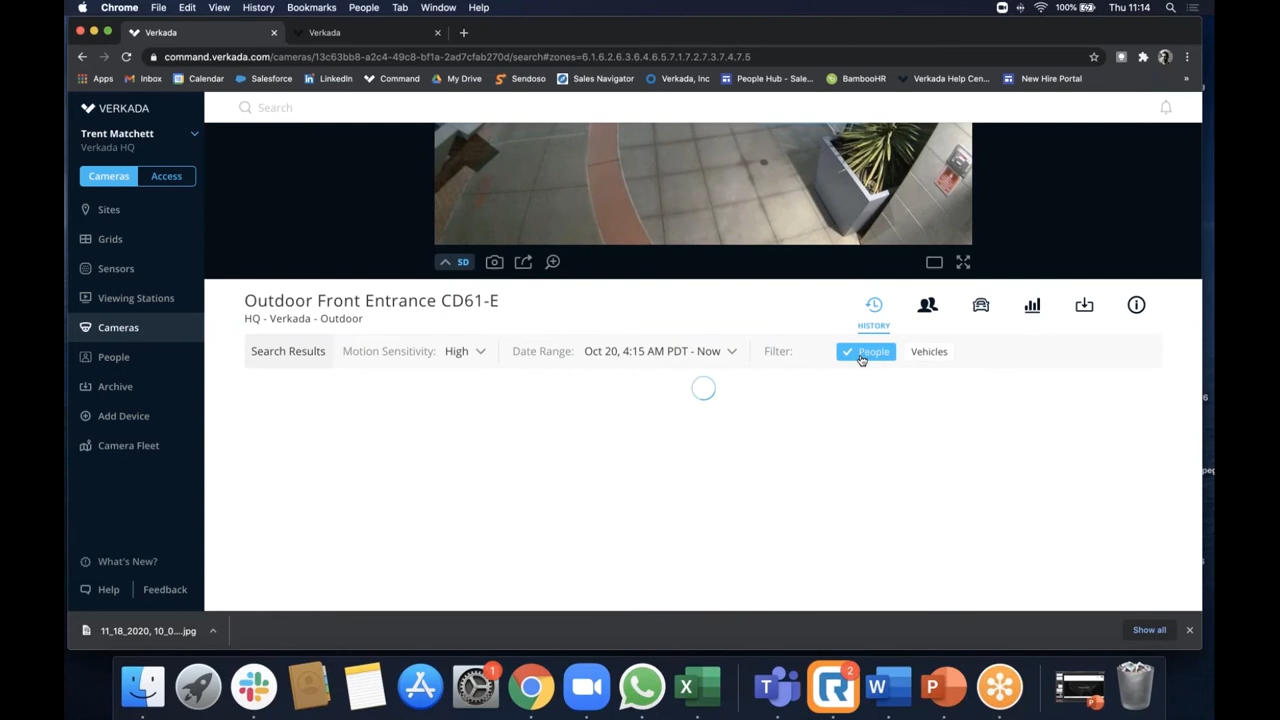 Chrome File Edit View History Bookmarks People Tab Window Help 100% Thu 11:14
Verkada Verkada
command.verkada.com/cameras/13c63bb8-a2c4-49c8-bf1a-2ad7cfab270d/search#zones=6.1.6.2.6.3.6.4.6.5.7.1.7.2.7.3.7.4.7.5
Apps Inbox Calendar Salesforce LinkedIn Command My Drive Sendoso Sales Navigator Verkada, Inc People Hub - Sale... BambooHR Verkada Help Cen... New Hire Portal »
VERKADA
Search
Trent Matchett
Verkada HQ
Cameras Access
Sites
Grids
Sensors
Viewing Stations
Cameras
People
Archive
Add Device
Camera Fleet
What's New?
Help Feedback
SD
Outdoor Front Entrance CD61-E
HQ - Verkada - Outdoor
HISTORY
Search Results Motion Sensitivity: High Date Range: Oct 20, 4:15 AM PDT - Now Filter: People Vehicles
11_18_2020, 10_0....jpg
Show all
1
2
X
T
W
P